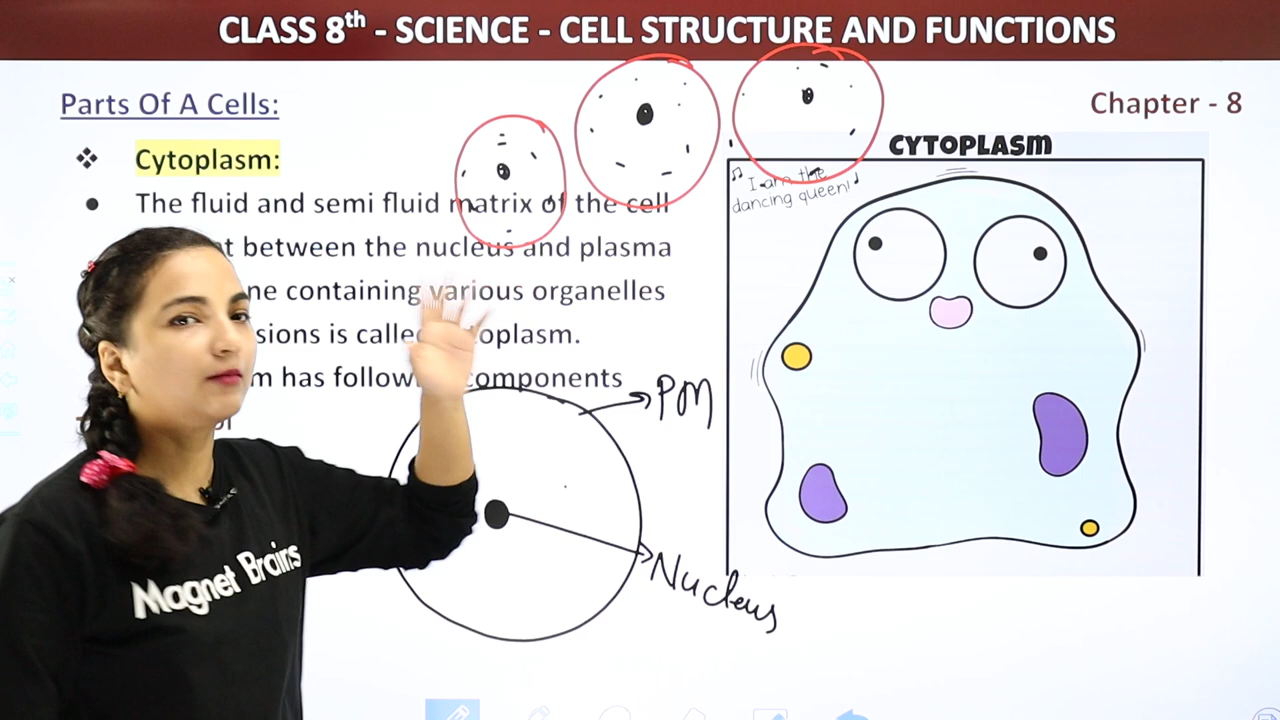 CLASS 8th - SCIENCE - CELL STRUCTURE AND FUNCTIONS
Parts Of A Cells:
Chapter - 8
❖ Cytoplasm:
CYTOPLASM
• The fluid and semi fluid matrix of the cell
between the nucleus and plasma
containing various organelles
is
has components
I am the
dancing queen!
PM
Nucleus
Magnet Brains